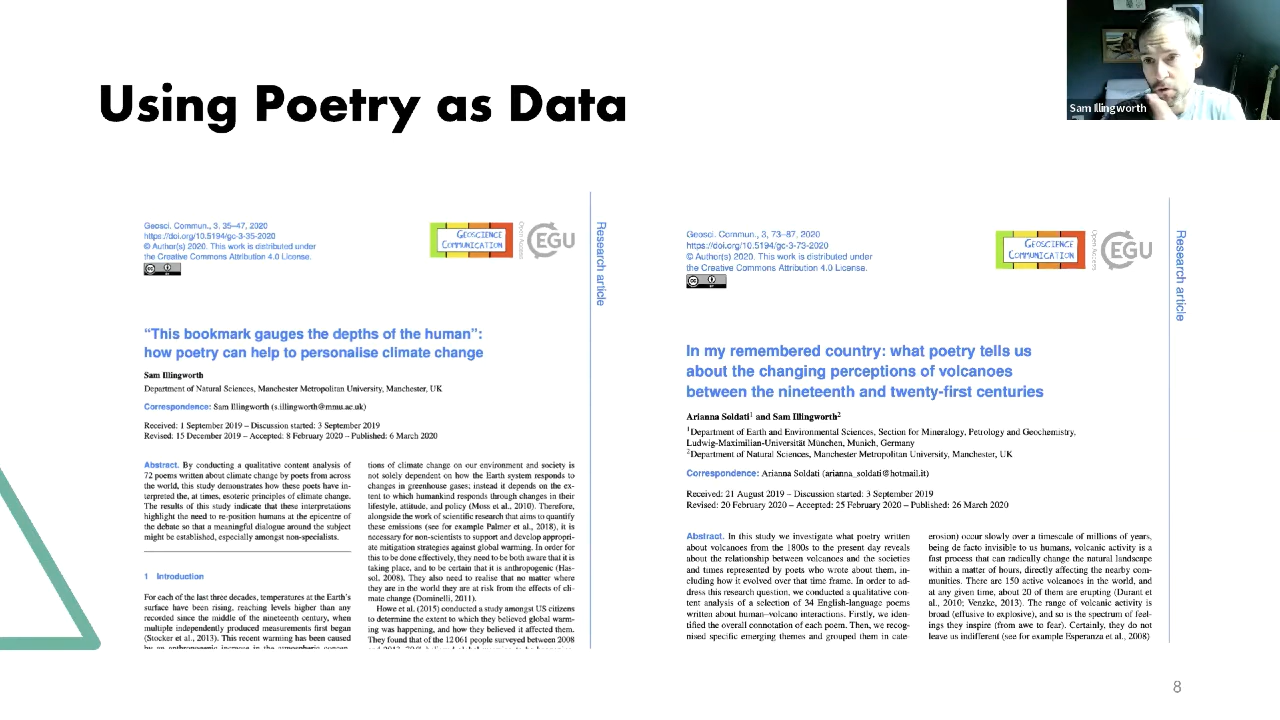 Using Poetry as Data
Sam Illingworth
Geosci. Commun., 3, 35–47, 2020
https://doi.org/10.5194/gc-3-35-2020
© Author(s) 2020. This work is distributed under
the Creative Commons Attribution 4.0 License.
GEOSCIENCE
COMMUNICATION
Open Access
EGU
Research article
“This bookmark gauges the depths of the human”:
how poetry can help to personalise climate change
Sam Illingworth
Department of Natural Sciences, Manchester Metropolitan University, Manchester, UK
Correspondence: Sam Illingworth (s.illingworth@mmu.ac.uk)
Received: 1 September 2019 – Discussion started: 3 September 2019
Revised: 15 December 2019 – Accepted: 8 February 2020 – Published: 6 March 2020
Abstract. By conducting a qualitative content analysis of
72 poems written about climate change by poets from across
the world, this study demonstrates how these poets have in-
terpreted the, at times, esoteric principles of climate change.
The results of this study indicate that these interpretations
highlight the need to re-position humans at the epicentre of
the debate so that a meaningful dialogue around the subject
might be established, especially amongst non-specialists.
1 Introduction
For each of the last three decades, temperatures at the Earth's
surface have been rising, reaching levels higher than any
recorded since the middle of the nineteenth century, when
multiple independently produced measurements first began
(Stocker et al., 2013). This recent warming has been caused
by an anthropogenic increase in the atmospheric concen-
tions of climate change on our environment and society is
not solely dependent on how the Earth system responds to
changes in greenhouse gases; instead it depends on the ex-
tent to which humankind responds through changes in their
lifestyle, attitude, and policy (Moss et al., 2010). Therefore,
alongside the work of scientific research that aims to quantify
these emissions (see for example Palmer et al., 2018), it is
necessary for non-scientists to support and develop appropri-
ate mitigation strategies against global warming. In order for
this to be done effectively, they need to be both aware that it is
taking place, and to be certain that it is anthropogenic (Has-
sol, 2008). They also need to realise that no matter where
they are in the world they are at risk from the effects of cli-
mate change (Dominelli, 2011).
Howe et al. (2015) conducted a study amongst US citizens
to determine the extent to which they believed global warm-
ing was happening, and how they believed it affected them.
They found that of the 12 061 people surveyed between 2008
Geosci. Commun., 3, 73–87, 2020
https://doi.org/10.5194/gc-3-73-2020
© Author(s) 2020. This work is distributed under
the Creative Commons Attribution 4.0 License.
GEOSCIENCE
COMMUNICATION
Open Access
EGU
Research article
In my remembered country: what poetry tells us
about the changing perceptions of volcanoes
between the nineteenth and twenty-first centuries
Arianna Soldati1 and Sam Illingworth2
1Department of Earth and Environmental Sciences, Section for Mineralogy, Petrology and Geochemistry,
Ludwig-Maximilian-Universität München, Munich, Germany
2Department of Natural Sciences, Manchester Metropolitan University, Manchester, UK
Correspondence: Arianna Soldati (arianna_soldati@hotmail.it)
Received: 21 August 2019 – Discussion started: 3 September 2019
Revised: 20 February 2020 – Accepted: 25 February 2020 – Published: 26 March 2020
Abstract. In this study we investigate what poetry written
about volcanoes from the 1800s to the present day reveals
about the relationship between volcanoes and the societies
and times represented by poets who wrote about them, in-
cluding how it evolved over that time frame. In order to ad-
dress this research question, we conducted a qualitative con-
tent analysis of a selection of 34 English-language poems
written about human–volcano interactions. Firstly, we iden-
tified the overall connotation of each poem. Then, we recog-
nised specific emerging themes and grouped them in cate-
erosion) occur slowly over a timescale of millions of years,
being de facto invisible to us humans, volcanic activity is a
fast process that can radically change the natural landscape
within a matter of hours, directly affecting the nearby com-
munities. There are 150 active volcanoes in the world, and
at any given time, about 20 of them are erupting (Durant et
al., 2010; Venzke, 2013). The range of volcanic activity is
broad (effusive to explosive), and so is the spectrum of feel-
ings they inspire (from awe to fear). Certainly, they do not
leave us indifferent (see for example Esperanza et al., 2008)
8